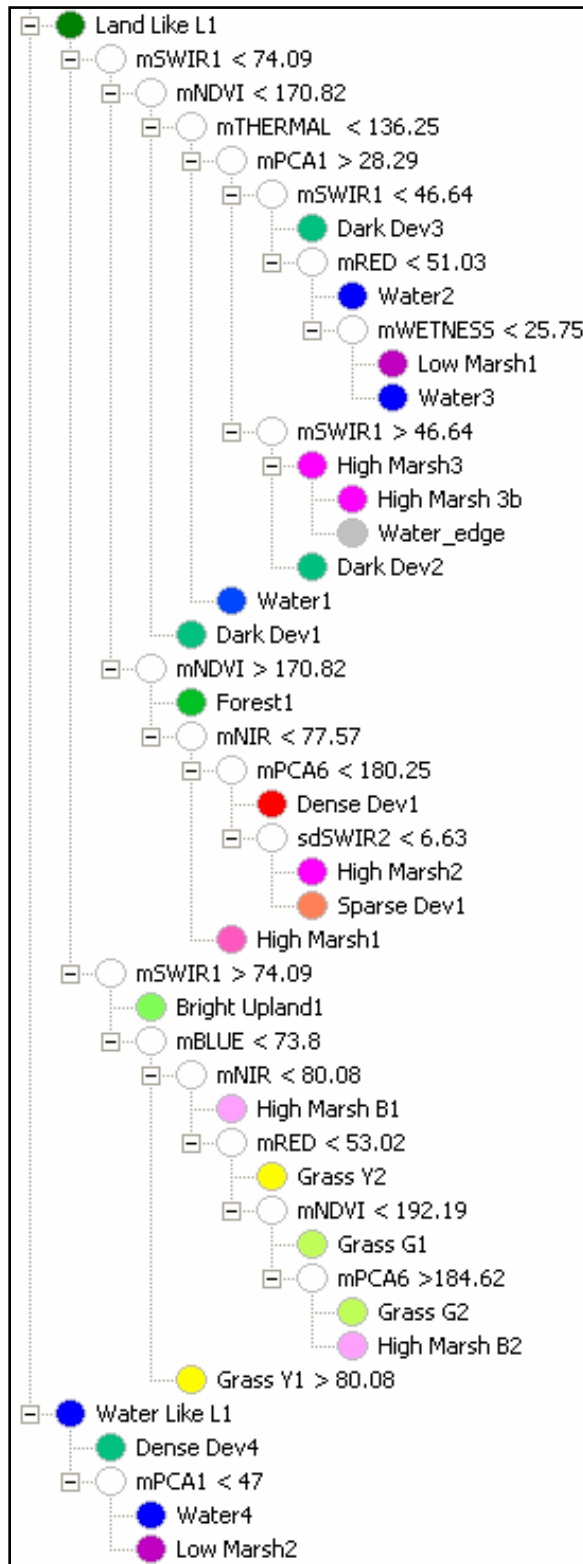 Land Like L1
mSWIR1 < 74.09
mNDVI < 170.82
mTHERMAL < 136.25
mPCA1 > 28.29
mSWIR1 < 46.64
Dark Dev3
mRED < 51.03
Water2
mWETNESS < 25.75
Low Marsh1
Water3
mSWIR1 > 46.64
High Marsh3
High Marsh 3b
Water_edge
Dark Dev2
Water1
Dark Dev1
mNDVI > 170.82
Forest1
mNIR < 77.57
mPCA6 < 180.25
Dense Dev1
sdSWIR2 < 6.63
High Marsh2
Sparse Dev1
High Marsh1
mSWIR1 > 74.09
Bright Upland1
mBLUE < 73.8
mNIR < 80.08
High Marsh B1
mRED < 53.02
Grass Y2
mNDVI < 192.19
Grass G1
mPCA6 >184.62
Grass G2
High Marsh B2
Grass Y1 > 80.08
Water Like L1
Dense Dev4
mPCA1 < 47
Water4
Low Marsh2